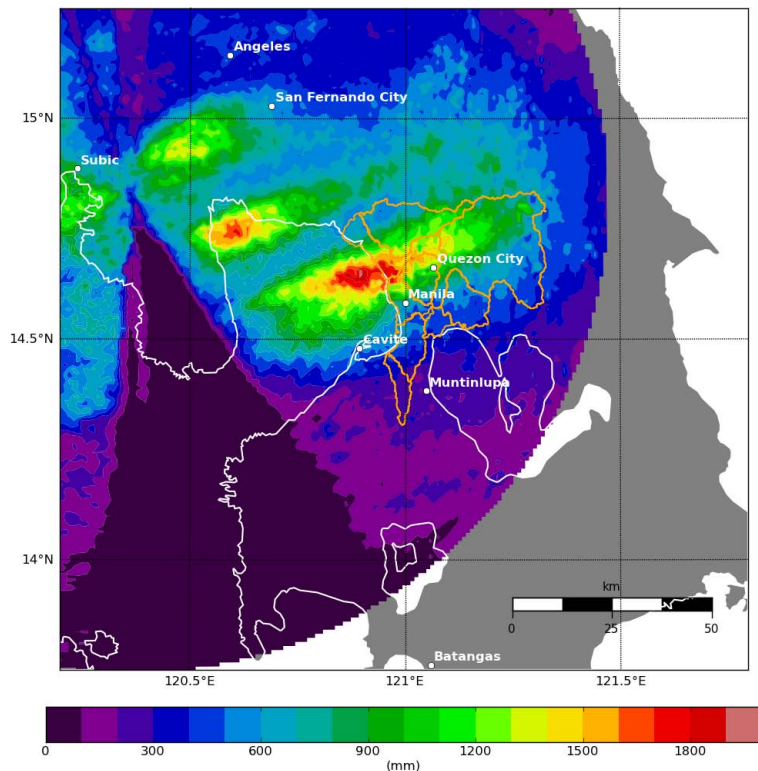 Angeles
San Fernando City
15°N
Subic
Quezon City
Manila
14.5°N
Cavite
Muntinlupa
14°N
km
0 25 50
Batangas
120.5°E 121°E 121.5°E
0 300 600 900 1200 1500 1800
(mm)